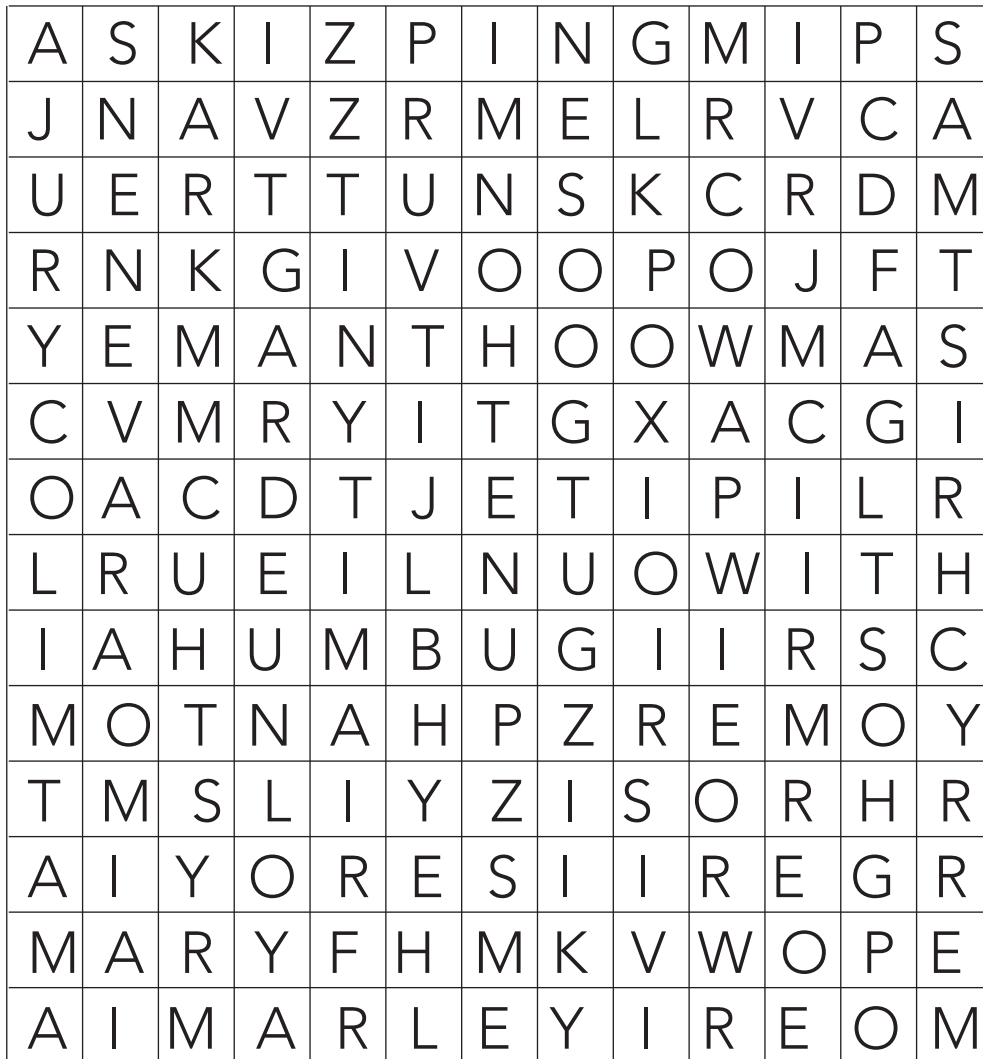 A S K I Z P I N G M I P S
J N A V Z R M E L R V C A
U E R T T U N S K C R D M
R N K G I V O O P O J F T
Y E M A N T H O O W M A S
C V M R Y I T G X A C G I
O A C D T J E T I P I L R
L R U E I L N U O W I T H
I A H U M B U G I I R S C
M O T N A H P Z R E M O Y
T M S L I Y Z I S O R H R
A I Y O R E S I I R E G R
M A R Y F H M K V W O P E
A I M A R L E Y I R E O M